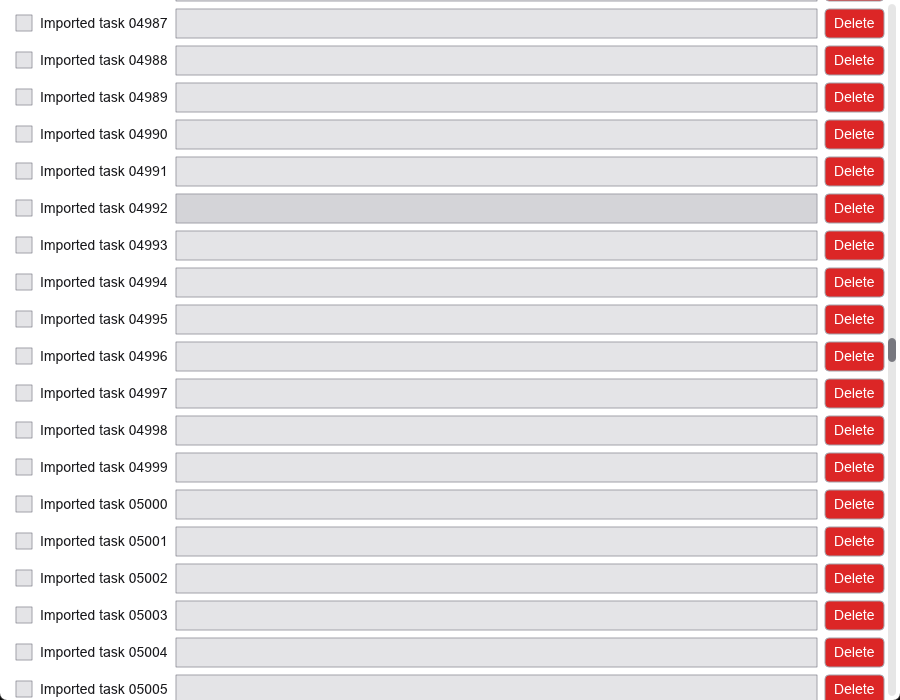 Imported task 04987 Delete
Imported task 04988 Delete
Imported task 04989 Delete
Imported task 04990 Delete
Imported task 04991 Delete
Imported task 04992 Delete
Imported task 04993 Delete
Imported task 04994 Delete
Imported task 04995 Delete
Imported task 04996 Delete
Imported task 04997 Delete
Imported task 04998 Delete
Imported task 04999 Delete
Imported task 05000 Delete
Imported task 05001 Delete
Imported task 05002 Delete
Imported task 05003 Delete
Imported task 05004 Delete
Imported task 05005 Delete